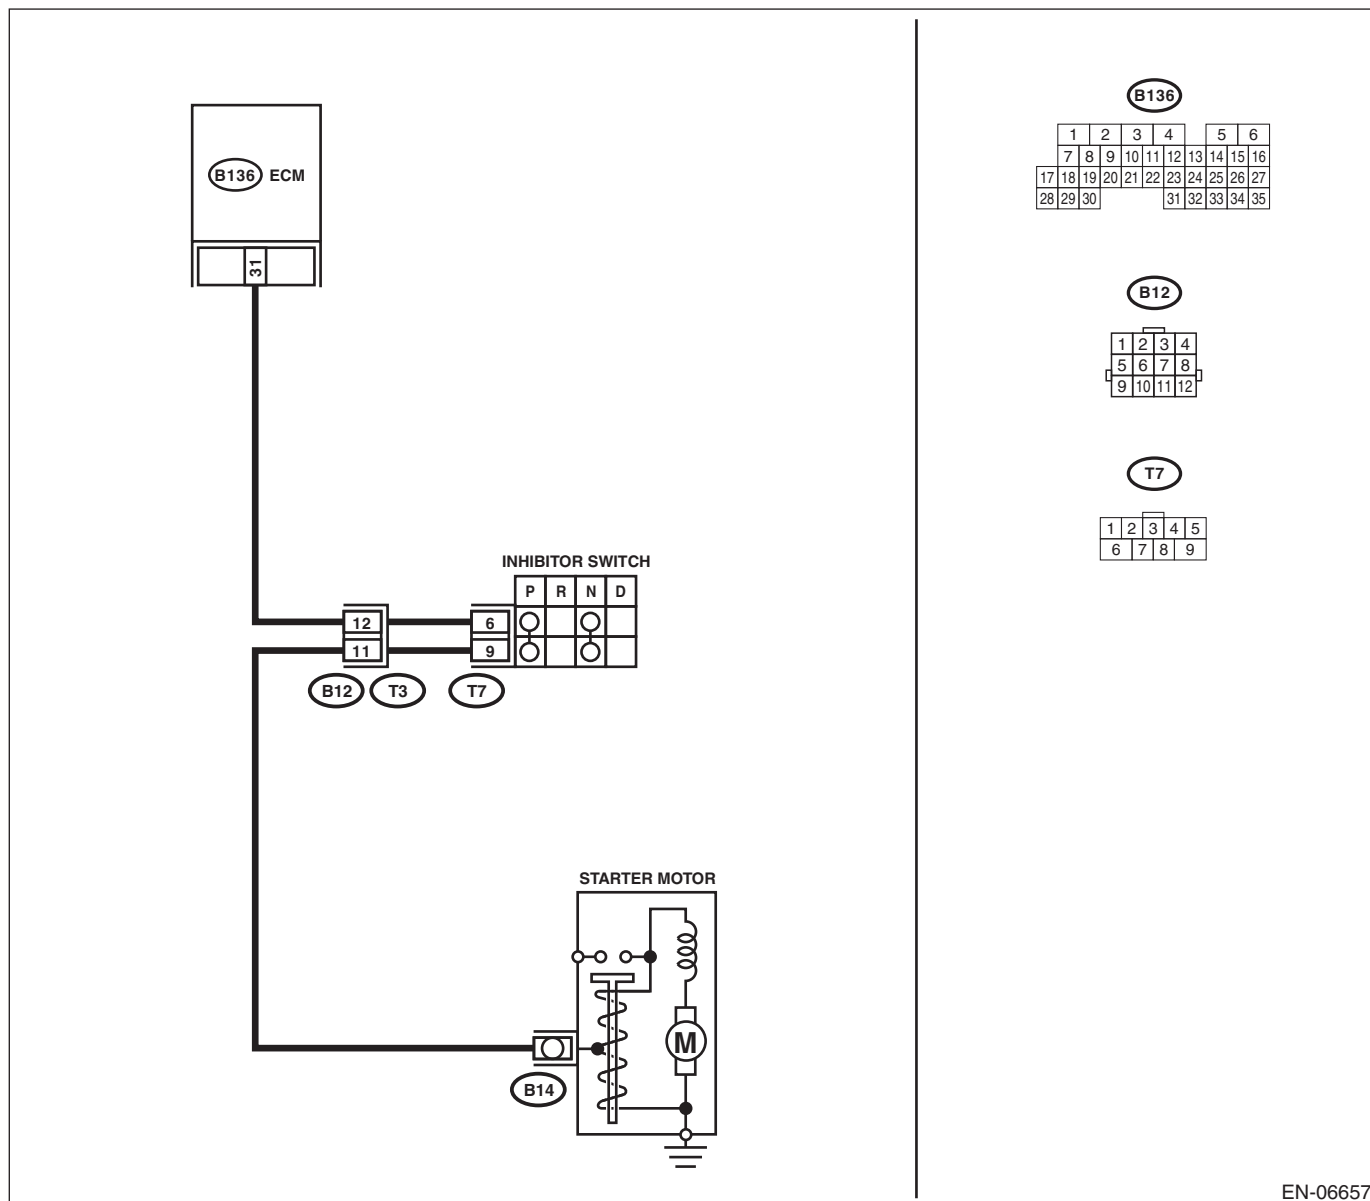 B136 ECM
31
INHIBITOR SWITCH
P R N D
12 6
11 9
B12 T3 T7
STARTER MOTOR
M
B14
B136
1 2 3 4 5 6
7 8 9 10 11 12 13 14 15 16
17 18 19 20 21 22 23 24 25 26 27
28 29 30 31 32 33 34 35
B12
1 2 3 4
5 6 7 8
9 10 11 12
T7
1 2 3 4 5
6 7 8 9
EN-06657